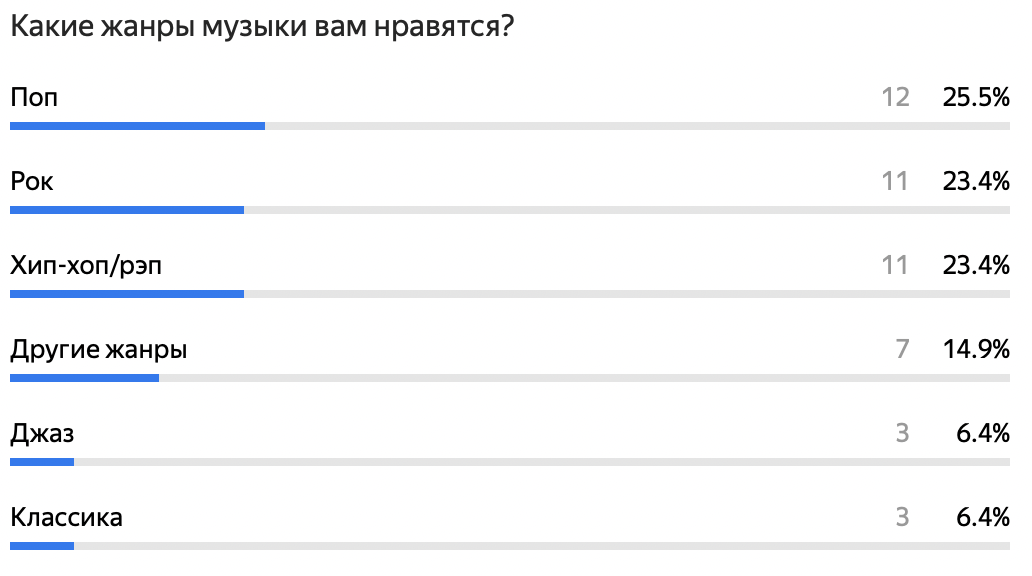 Какие жанры музыки вам нравятся?
Поп 12 25.5%
Рок 11 23.4%
Хип-хоп/рэп 11 23.4%
Другие жанры 7 14.9%
Джаз 3 6.4%
Классика 3 6.4%